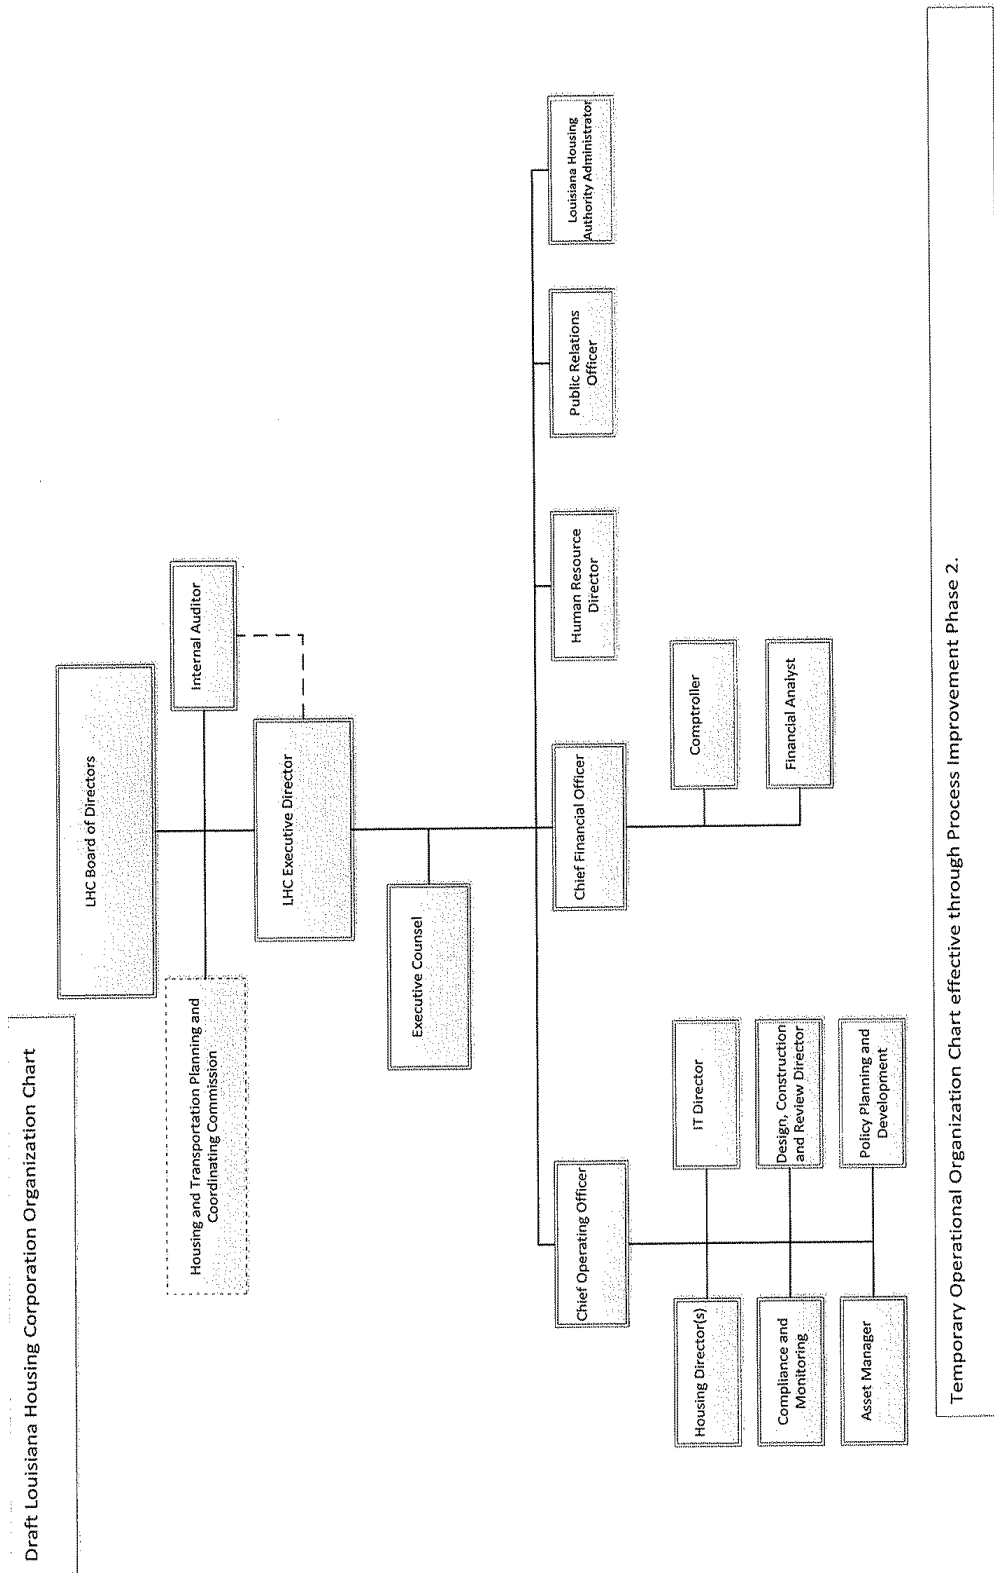 Draft Louisiana Housing Corporation Organization Chart
LHC Board of Directors
Housing and Transportation Planning and
Coordinating Commission
Internal Auditor
LHC Executive Director
Executive Counsel
Chief Operating Officer
Chief Financial Officer
Human Resource
Director
Public Relations
Officer
Louisiana Housing
Authority Administrator
Housing Director(s)
IT Director
Compliance and
Monitoring
Design, Construction
and Review Director
Asset Manager
Policy Planning and
Development
Comptroller
Financial Analyst
Temporary Operational Organization Chart effective through Process Improvement Phase 2.